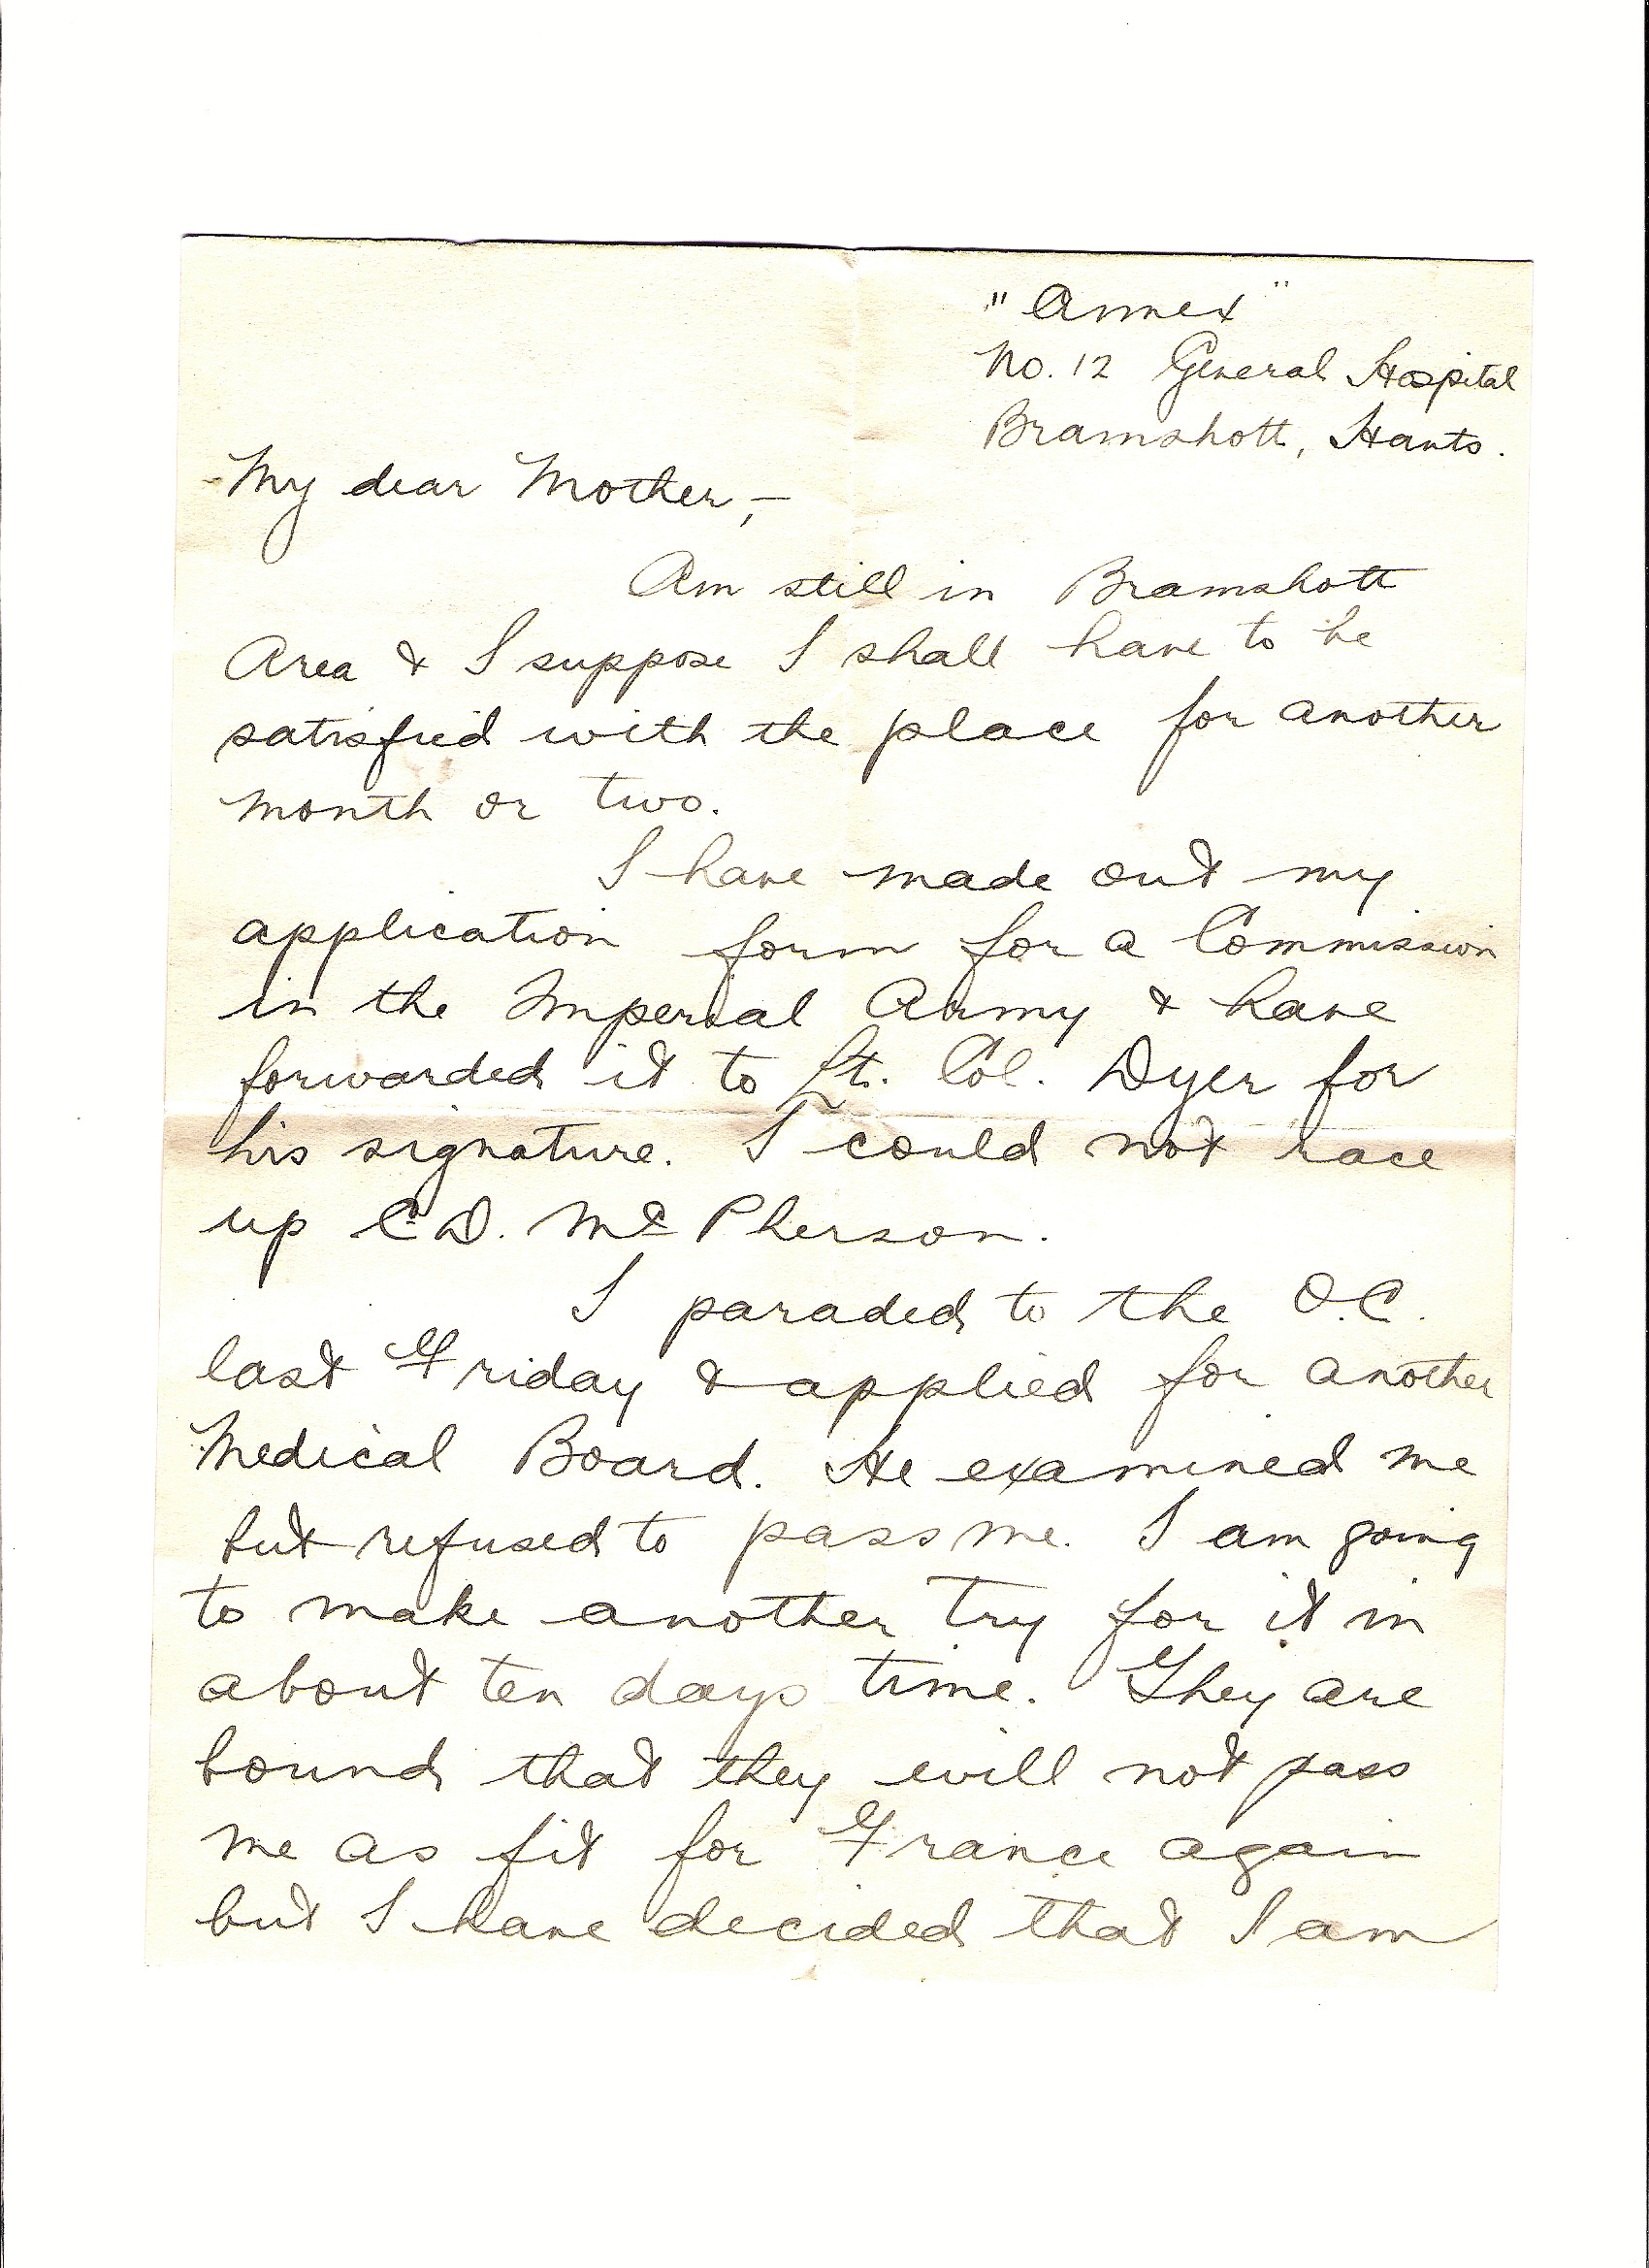 "Annex"
No. 12 General Hospital
Bramshott, Hants.
My dear Mother,-
Am still in Bramshott
Area & I suppose I shall have to be
satisfied with the place for another
month or two.
I have made out my
application form for a Commission
in the Imperial Army & have
forwarded it to Lt. Col. Dyer for
his signature. I could not race
up C.D. McPherson.
I paraded to the O.C.
last Friday & applied for another
Medical Board. He examined me
but refused to pass me. I am going
to make another try for it in
about ten days time. They are
bound that they will not pass
me as fit for France again
but I have decided that I am